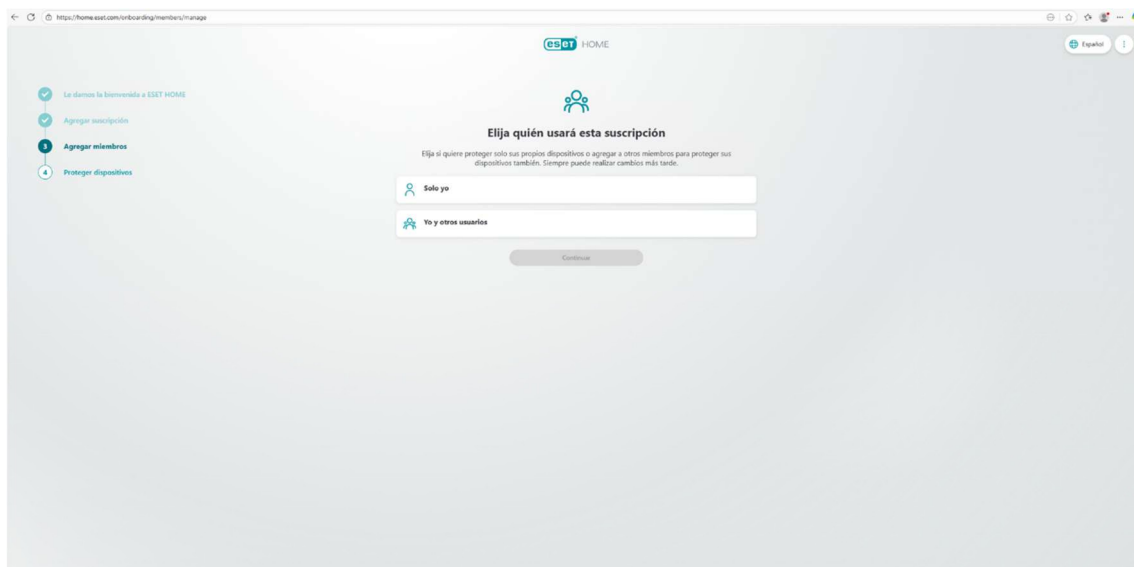 https://home.eset.com/onboarding/members/manage
eset HOME
Español
Le damos la bienvenida a ESET HOME
Agregar suscripción
3 Agregar miembros
4 Proteger dispositivos
Elija quién usará esta suscripción
Elija si quiere proteger solo sus propios dispositivos o agregar a otros miembros para proteger sus
dispositivos también. Siempre puede realizar cambios más tarde.
Solo yo
Yo y otros usuarios
Continuar